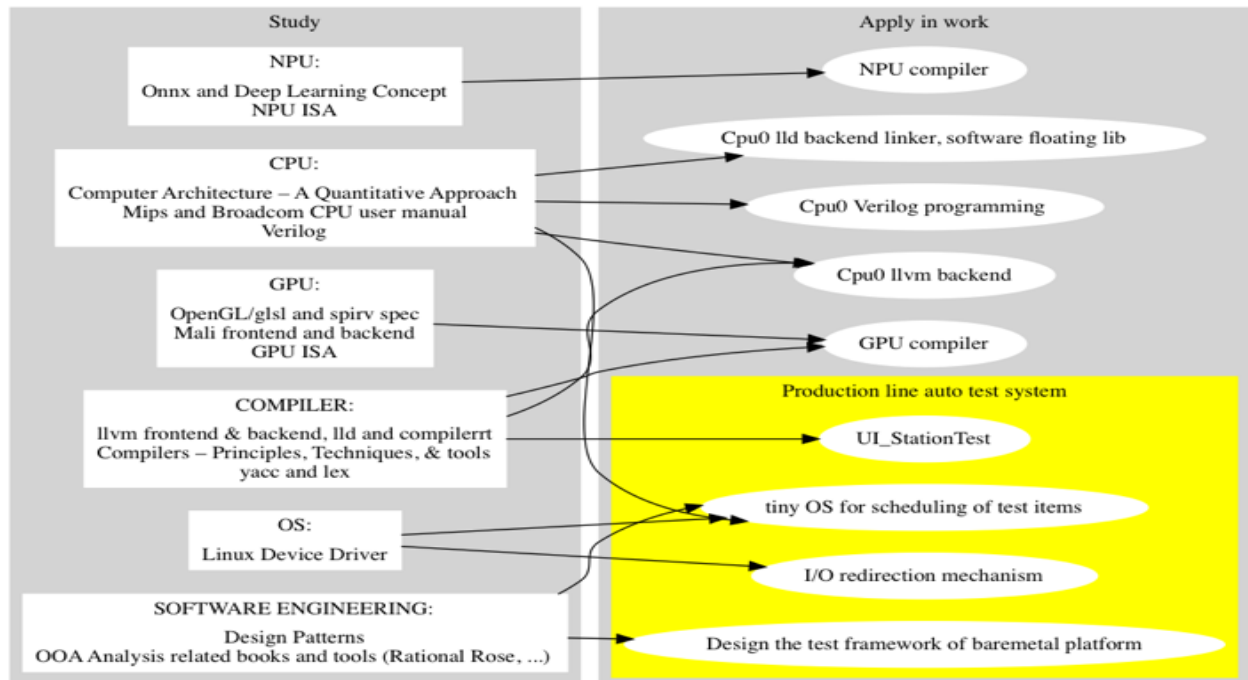 Study
NPU:
Onnx and Deep Learning Concept
NPU ISA
CPU:
Computer Architecture – A Quantitative Approach
Mips and Broadcom CPU user manual
Verilog
GPU:
OpenGL/glsl and spirv spec
Mali frontend and backend
GPU ISA
COMPILER:
llvm frontend & backend, lld and compilerrt
Compilers – Principles, Techniques, & tools
yacc and lex
OS:
Linux Device Driver
SOFTWARE ENGINEERING:
Design Patterns
OOA Analysis related books and tools (Rational Rose, ...)
Apply in work
NPU compiler
Cpu0 lld backend linker, software floating lib
Cpu0 Verilog programming
Cpu0 llvm backend
GPU compiler
Production line auto test system
UI_StationTest
tiny OS for scheduling of test items
I/O redirection mechanism
Design the test framework of baremetal platform